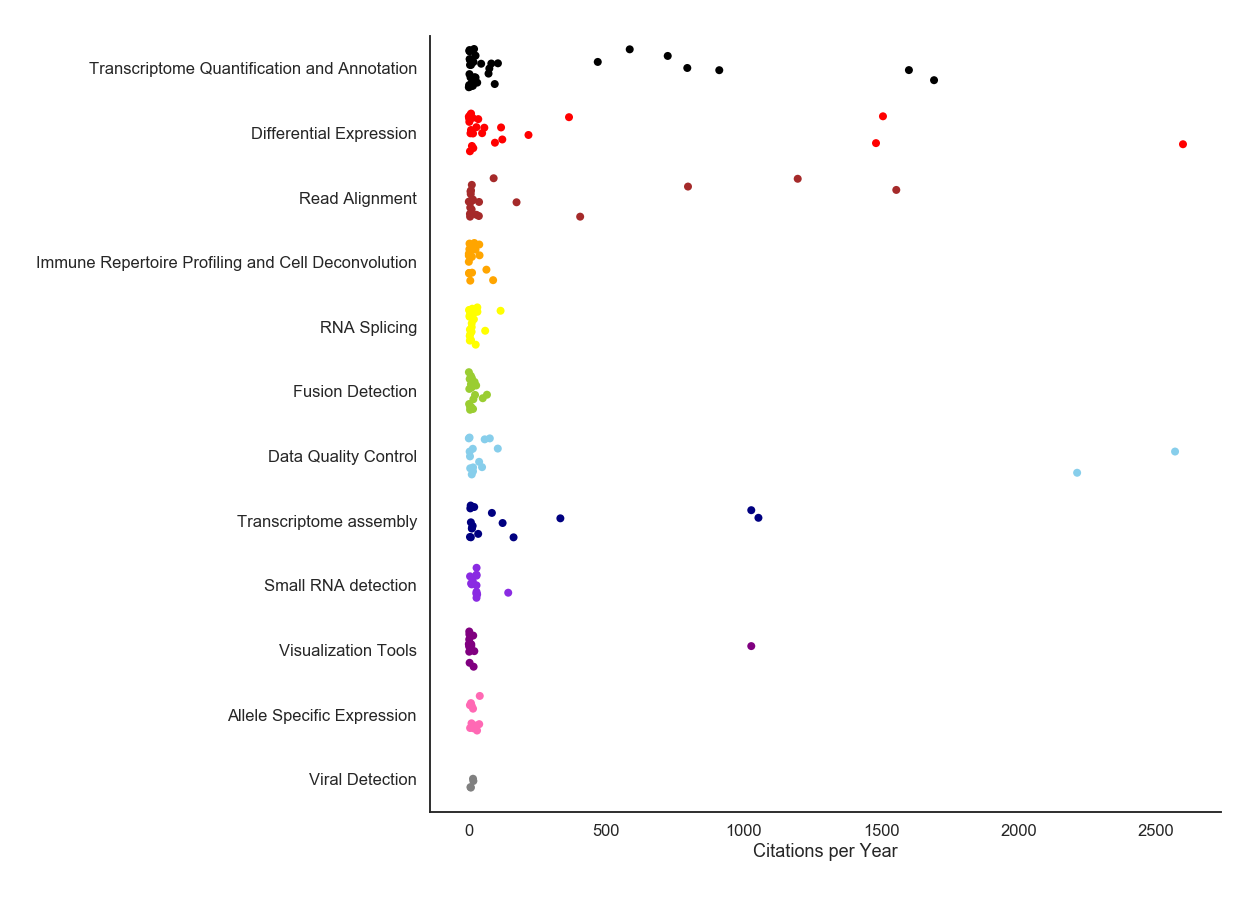 Transcriptome Quantification and Annotation
Differential Expression
Read Alignment
Immune Repertoire Profiling and Cell Deconvolution
RNA Splicing
Fusion Detection
Data Quality Control
Transcriptome assembly
Small RNA detection
Visualization Tools
Allele Specific Expression
Viral Detection
0 500 1000 1500 2000 2500
Citations per Year